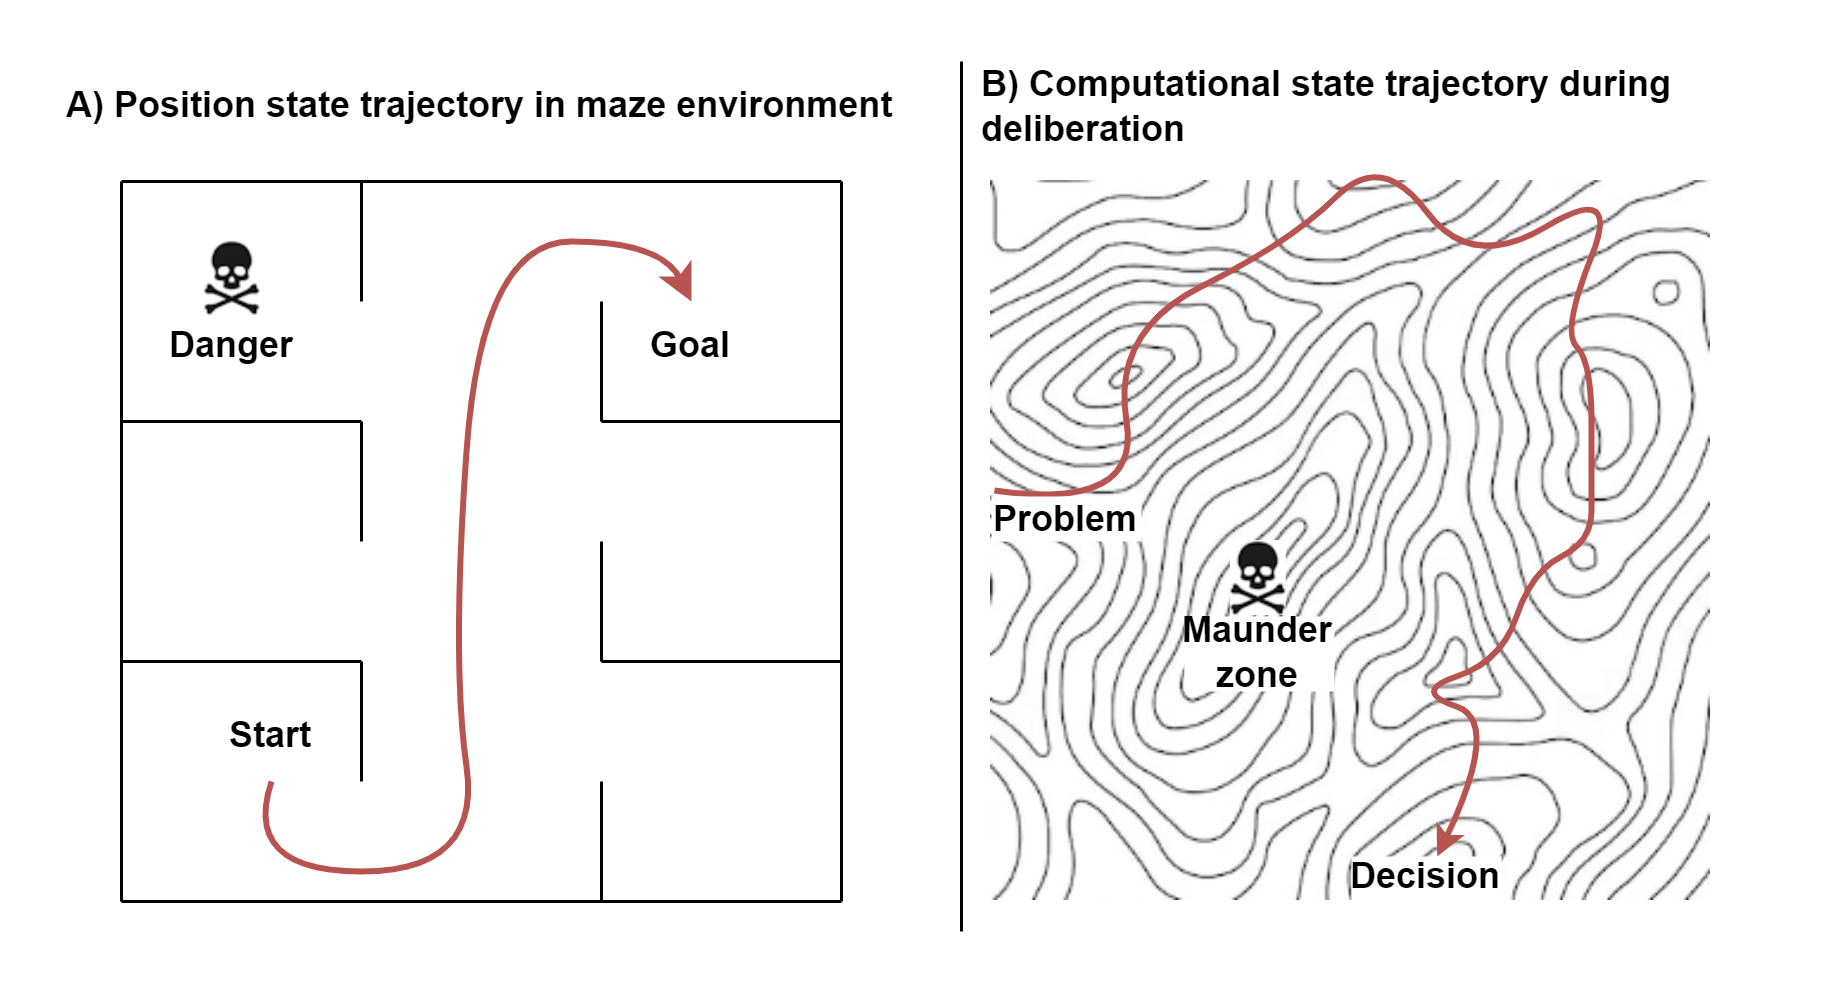 A) Position state trajectory in maze environment
Danger
Goal
Start
B) Computational state trajectory during
deliberation
Problem
Maunder
zone
Decision